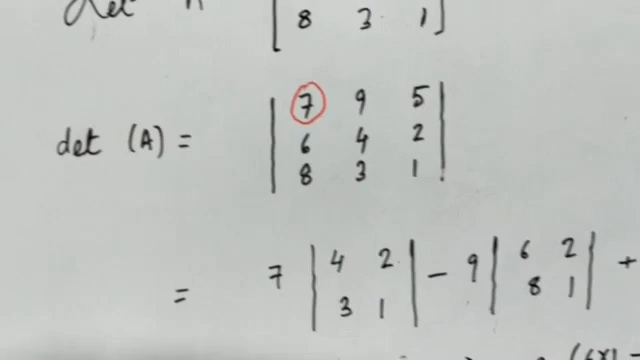 8 3 1
det (A) = | 7 9 5 |
| 6 4 2 |
| 8 3 1 |
= 7 | 4 2 | - 9 | 6 2 | +
| 3 1 | | 8 1 |